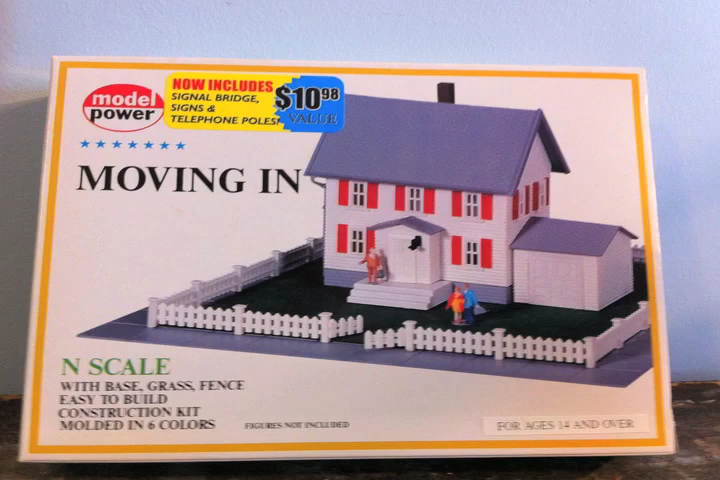 model
power
NOW INCLUDES
SIGNAL BRIDGE,
SIGNS &
TELEPHONE POLES!
$10.98
VALUE
MOVING IN
N SCALE
WITH BASE, GRASS, FENCE
EASY TO BUILD
CONSTRUCTION KIT
MOLDED IN 6 COLORS
FIGURES NOT INCLUDED
FOR AGES 14 AND OVER